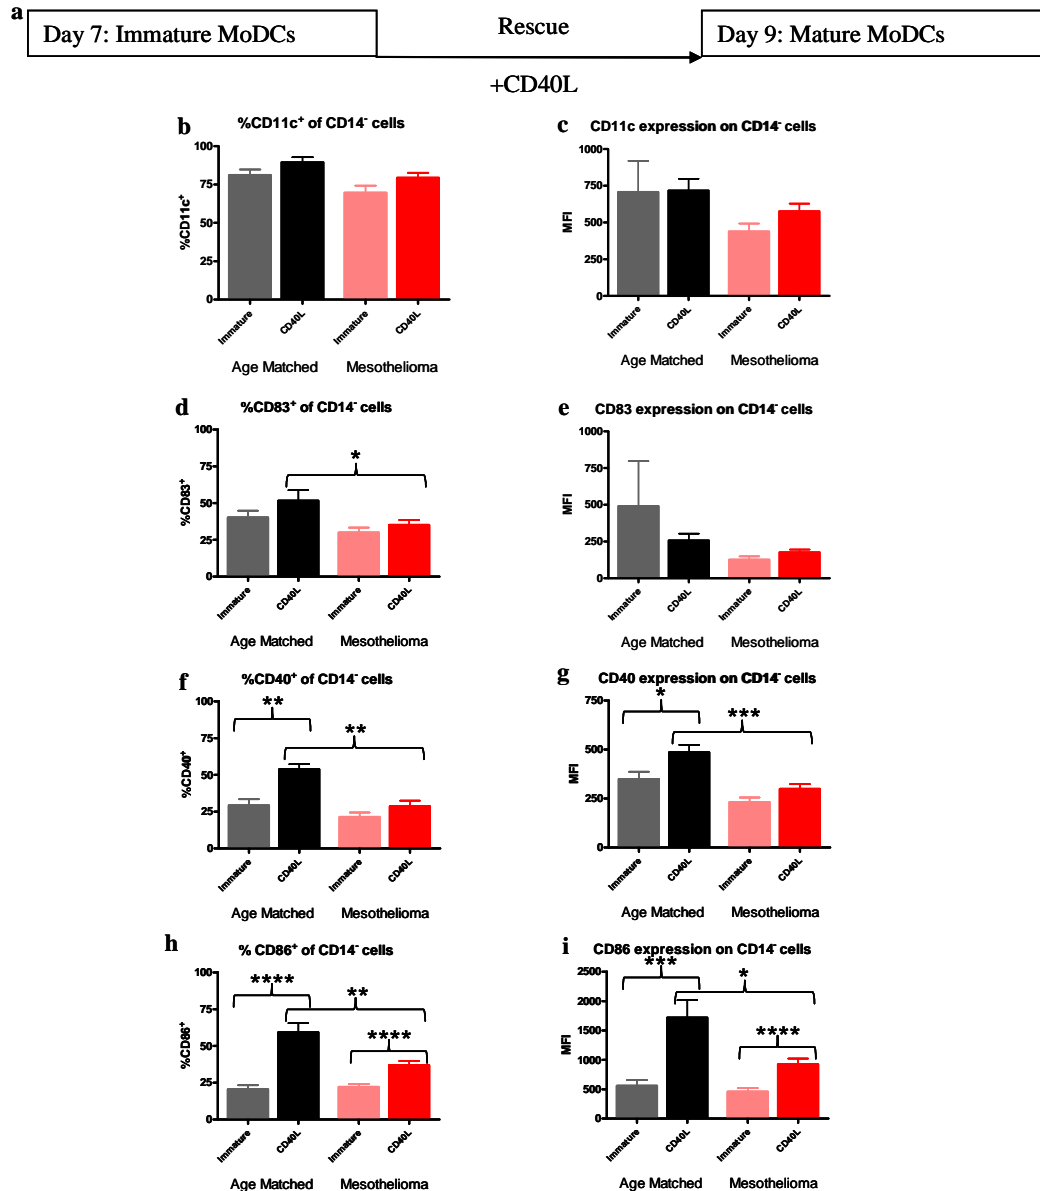 a
Day 7: Immature MoDCs
Rescue
Day 9: Mature MoDCs
+CD40L
b
%CD11c⁺ of CD14⁻ cells
100
75
50
25
0
%CD11c⁺
Immature
CD40L
Immature
CD40L
Age Matched
Mesothelioma
c
CD11c expression on CD14⁻ cells
1000
750
500
250
0
MFI
Immature
CD40L
Immature
CD40L
Age Matched
Mesothelioma
d
%CD83⁺ of CD14⁻ cells
100
75
50
25
0
%CD83⁺
*
Immature
CD40L
Immature
CD40L
Age Matched
Mesothelioma
e
CD83 expression on CD14⁻ cells
1000
750
500
250
0
MFI
Immature
CD40L
Immature
CD40L
Age Matched
Mesothelioma
f
%CD40⁺ of CD14⁻ cells
100
75
50
25
0
%CD40⁺
**
**
Immature
CD40L
Immature
CD40L
Age Matched
Mesothelioma
g
CD40 expression on CD14⁻ cells
750
500
250
0
MFI
*
***
Immature
CD40L
Immature
CD40L
Age Matched
Mesothelioma
h
% CD86⁺ of CD14⁻ cells
100
75
50
25
0
%CD86⁺
****
**
****
Immature
CD40L
Immature
CD40L
Age Matched
Mesothelioma
i
CD86 expression on CD14⁻ cells
2500
2000
1500
1000
500
0
MFI
***
*
****
Immature
CD40L
Immature
CD40L
Age Matched
Mesothelioma